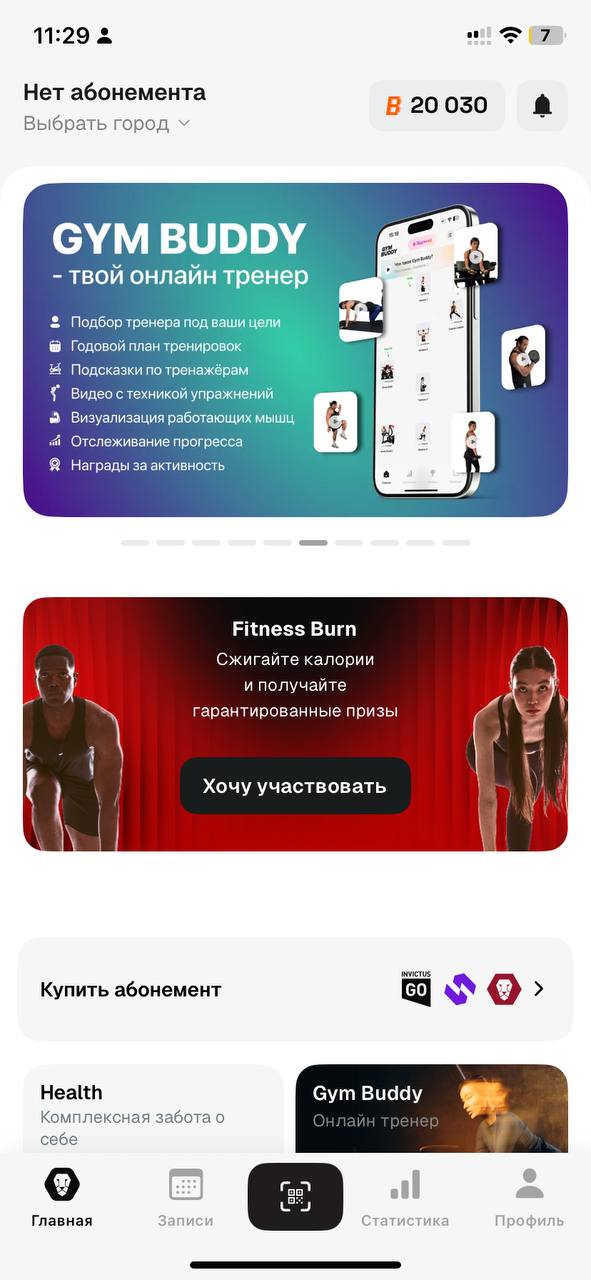 11:29
7
Нет абонемента
Выбрать город
B 20 030
GYM BUDDY
- твой онлайн тренер
Подбор тренера под ваши цели
Годовой план тренировок
Подсказки по тренажёрам
Видео с техникой упражнений
Визуализация работающих мышц
Отслеживание прогресса
Награды за активность
GYM
BUDDY
Fitness Burn
Сжигайте калории
и получайте
гарантированные призы
Хочу участвовать
Купить абонемент
INVICTUS
GO
Health
Комплексная забота о
себе
Gym Buddy
Онлайн тренер
Главная
Записи
Статистика
Профиль